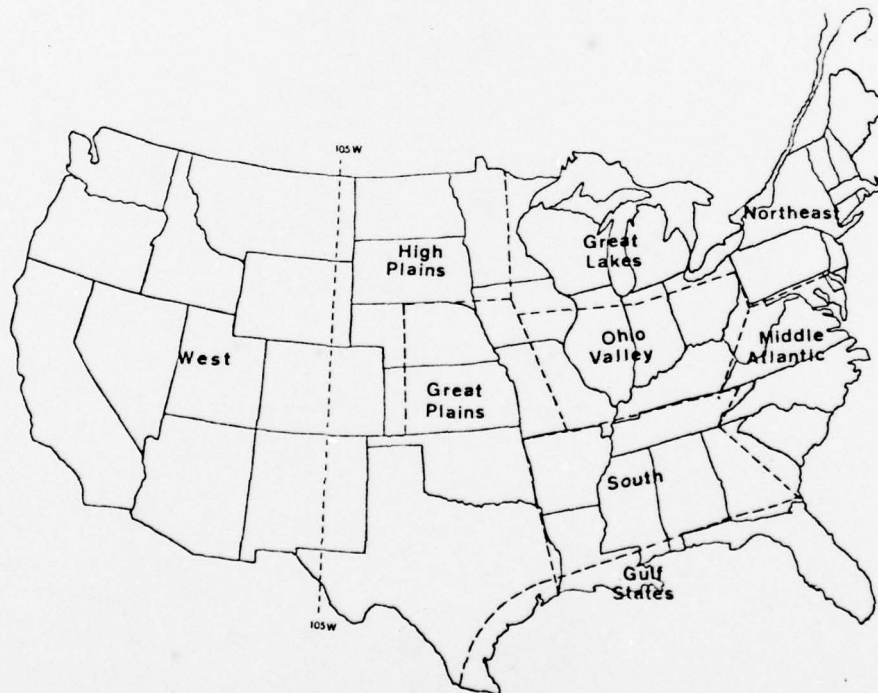 105W
Northeast
High
Plains
Great
Lakes
West
Ohio
Valley
Middle
Atlantic
Great
Plains
South
Gulf
States
105W